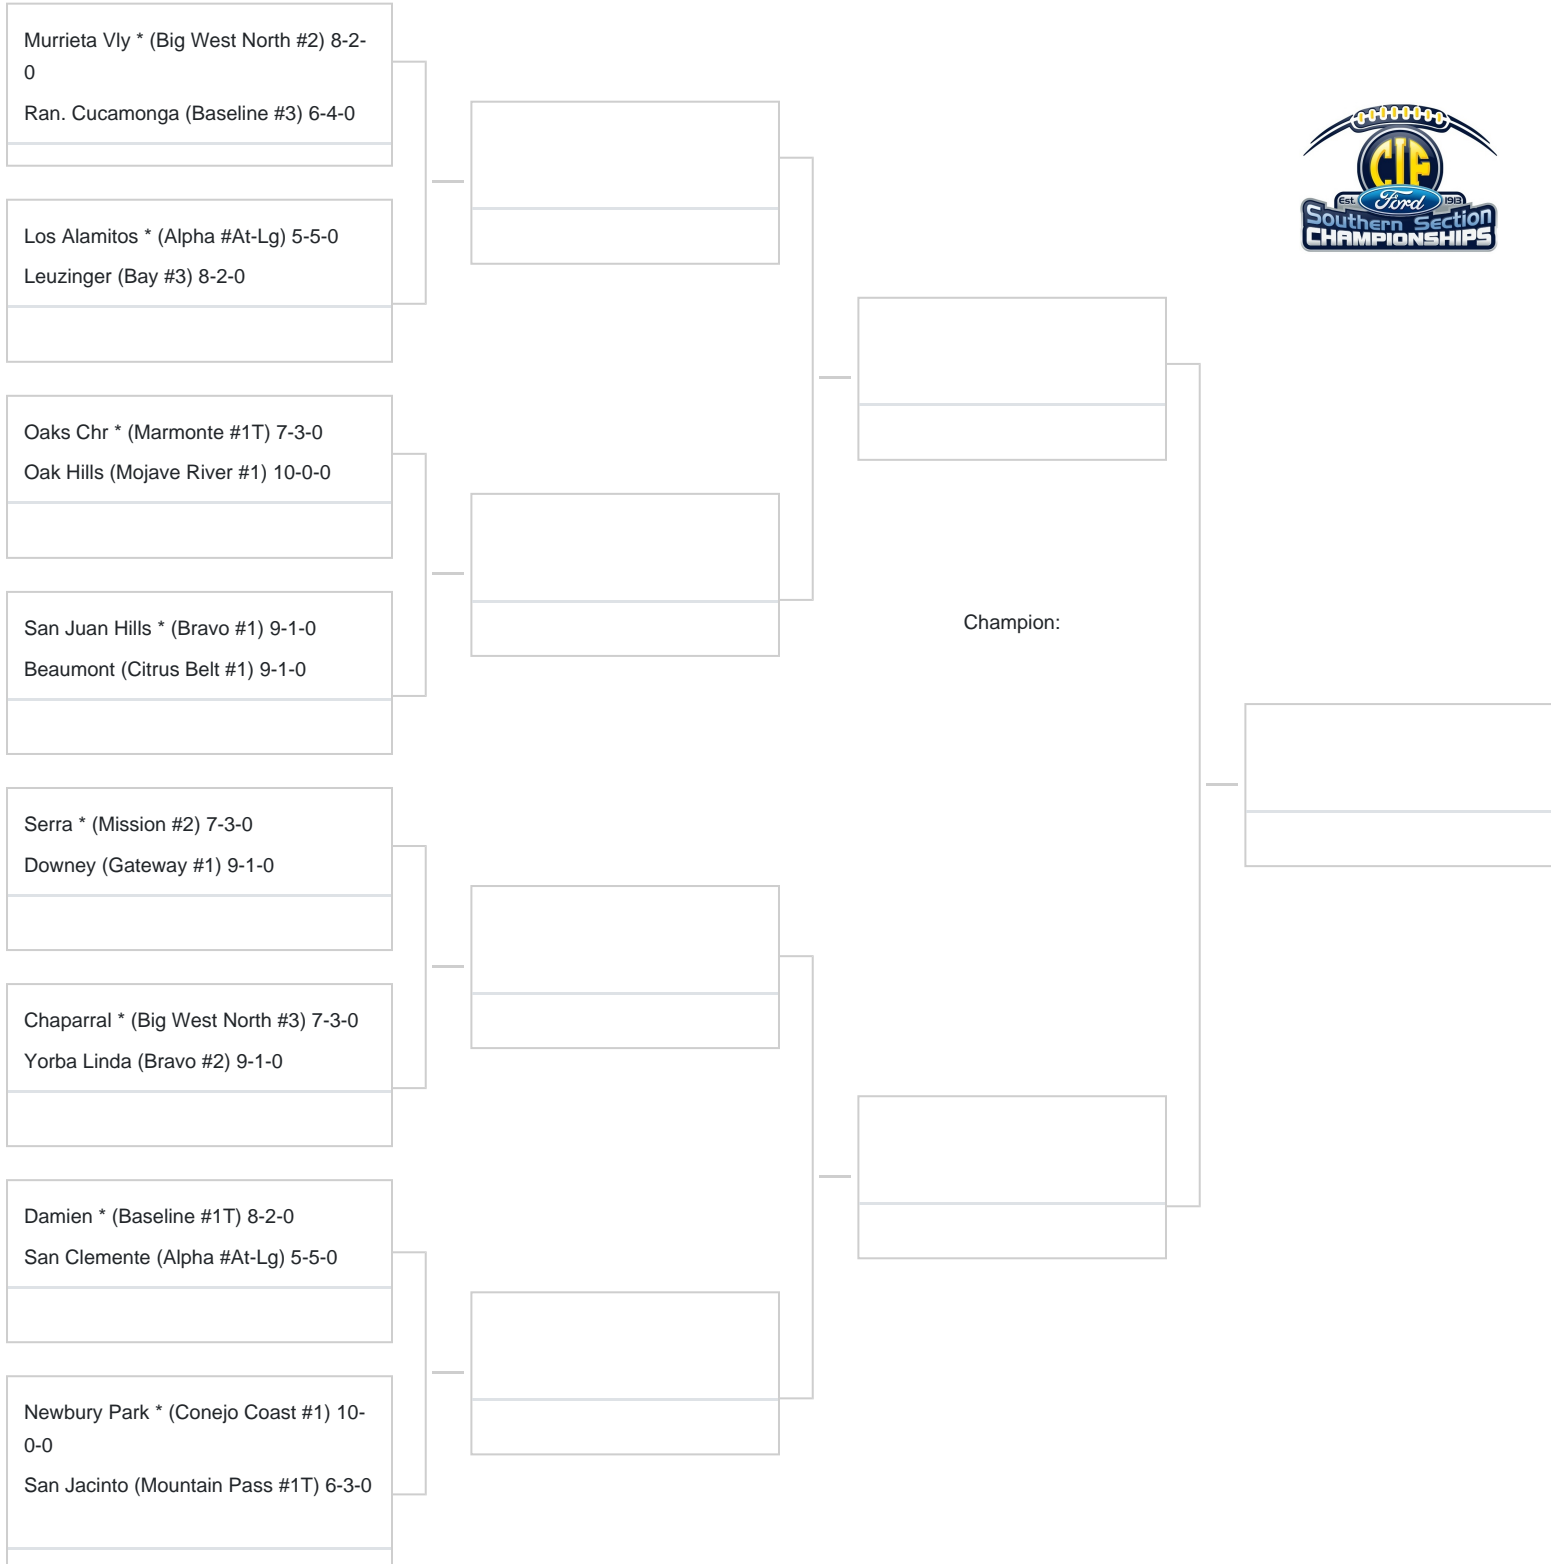 Murrieta Vly * (Big West North #2) 8-2-
0
Ran. Cucamonga (Baseline #3) 6-4-0
Los Alamitos * (Alpha #At-Lg) 5-5-0
Leuzinger (Bay #3) 8-2-0
Oaks Chr * (Marmonte #1T) 7-3-0
Oak Hills (Mojave River #1) 10-0-0
San Juan Hills * (Bravo #1) 9-1-0
Beaumont (Citrus Belt #1) 9-1-0
Serra * (Mission #2) 7-3-0
Downey (Gateway #1) 9-1-0
Chaparral * (Big West North #3) 7-3-0
Yorba Linda (Bravo #2) 9-1-0
Damien * (Baseline #1T) 8-2-0
San Clemente (Alpha #At-Lg) 5-5-0
Newbury Park * (Conejo Coast #1) 10-
0-0
San Jacinto (Mountain Pass #1T) 6-3-0
Champion:
CIF
Est. Ford 1913
Southern Section
CHAMPIONSHIPS